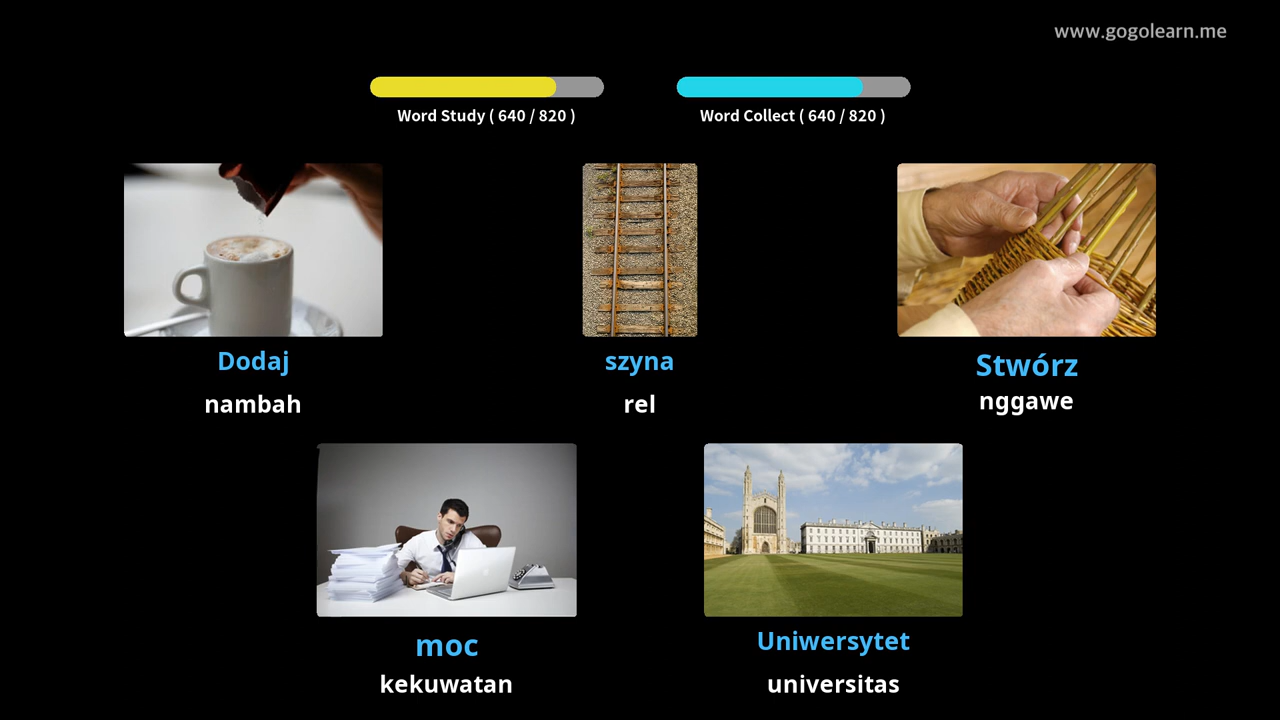 www.gogolearn.me
Word Study ( 640 / 820 )
Word Collect ( 640 / 820 )
Dodaj
nambah
szyna
rel
Stwórz
nggawe
moc
kekuwatan
Uniwersytet
universitas